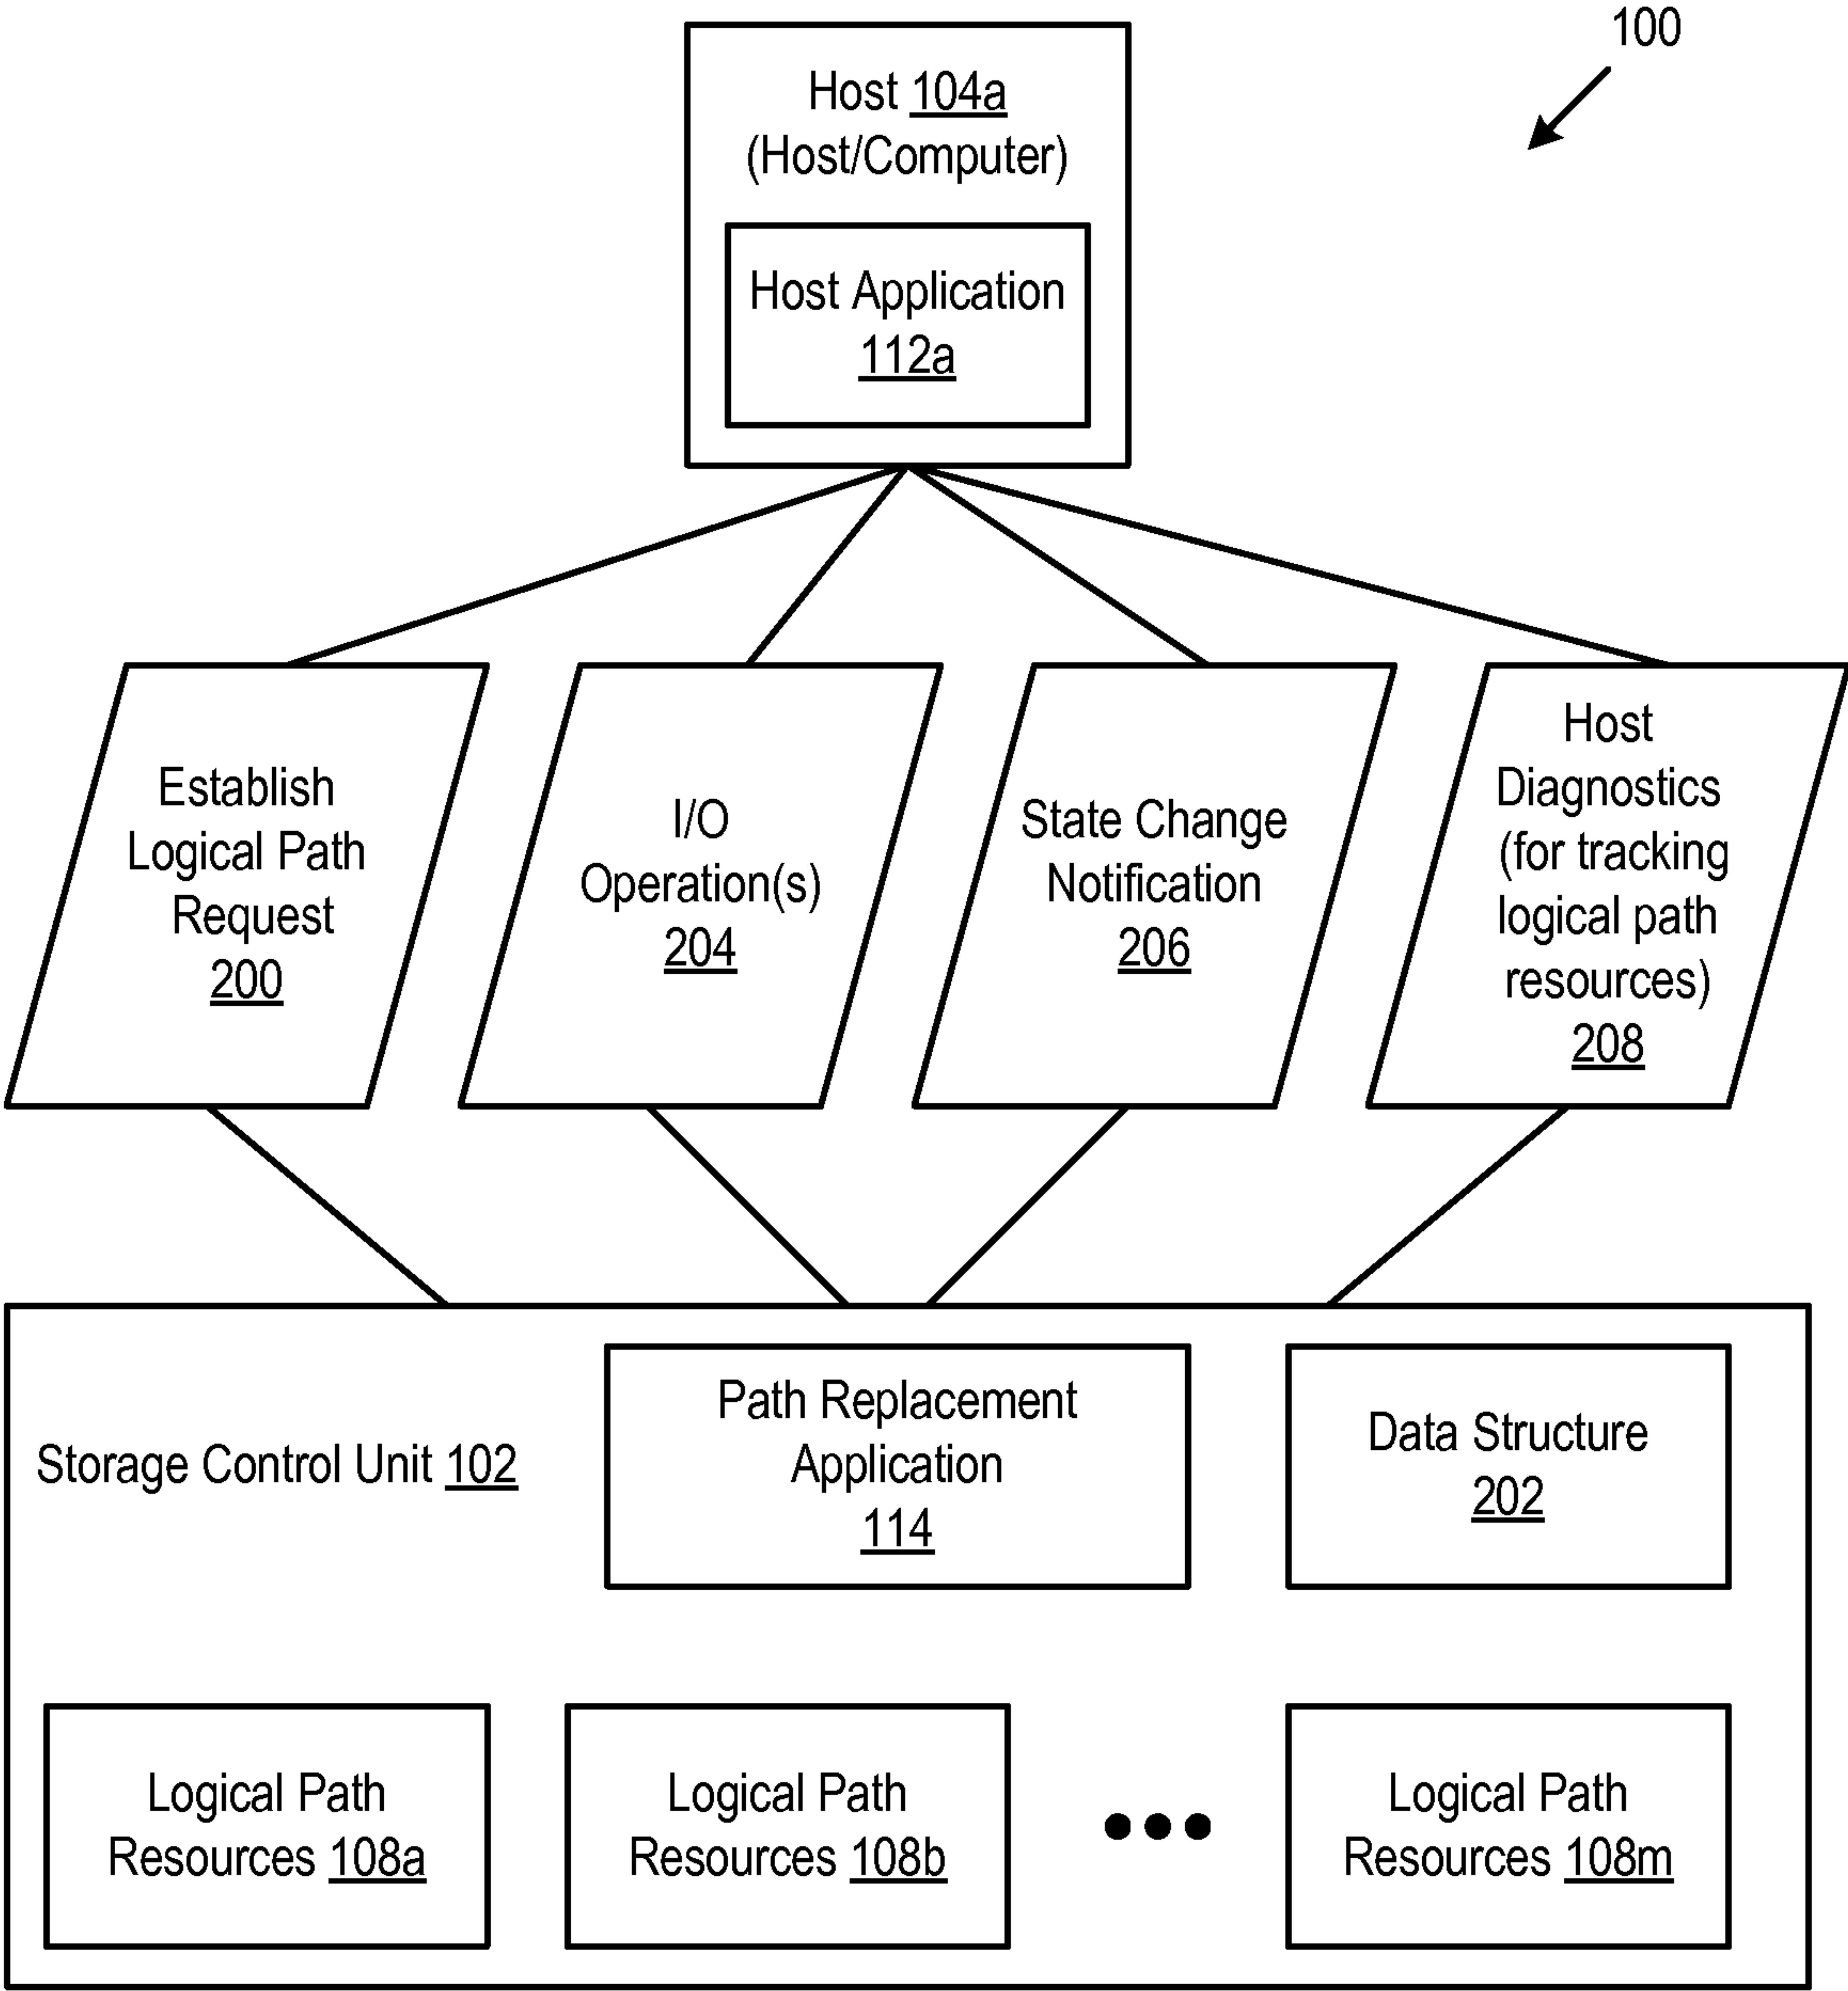 100
Host 104a
(Host/Computer)
Host Application
112a
Establish
Logical Path
Request
200
I/O
Operation(s)
204
State Change
Notification
206
Host
Diagnostics
(for tracking
logical path
resources)
208
Storage Control Unit 102
Path Replacement
Application
114
Data Structure
202
Logical Path
Resources 108a
Logical Path
Resources 108b
Logical Path
Resources 108m